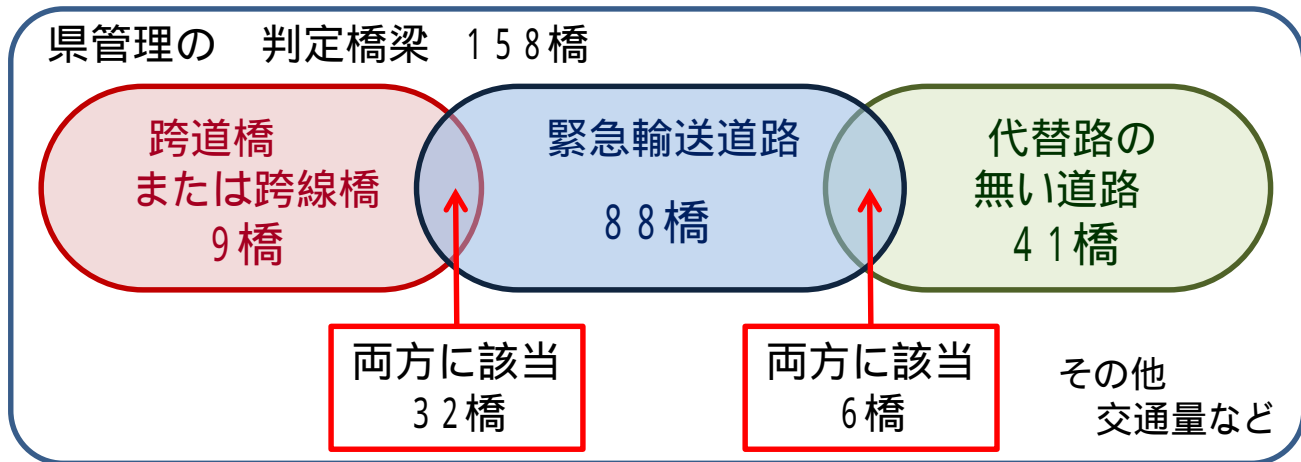 県管理の　判定橋梁　１５８橋
跨道橋
または跨線橋
９橋
緊急輸送道路
８８橋
代替路の
無い道路
４１橋
両方に該当
３２橋
両方に該当
６橋
その他
交通量など